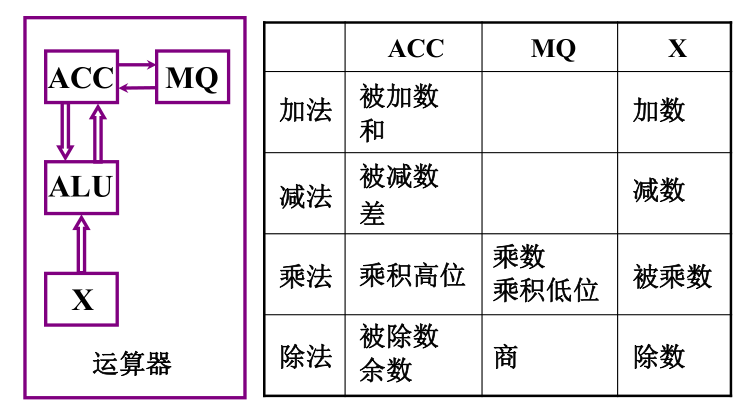 ACC
MQ
ALU
X
运算器
ACC MQ X
加法 被加数 加数
和
减法 被减数 减数
差
乘法 乘积高位 乘数 被乘数
乘积低位
除法 被除数 商 除数
余数